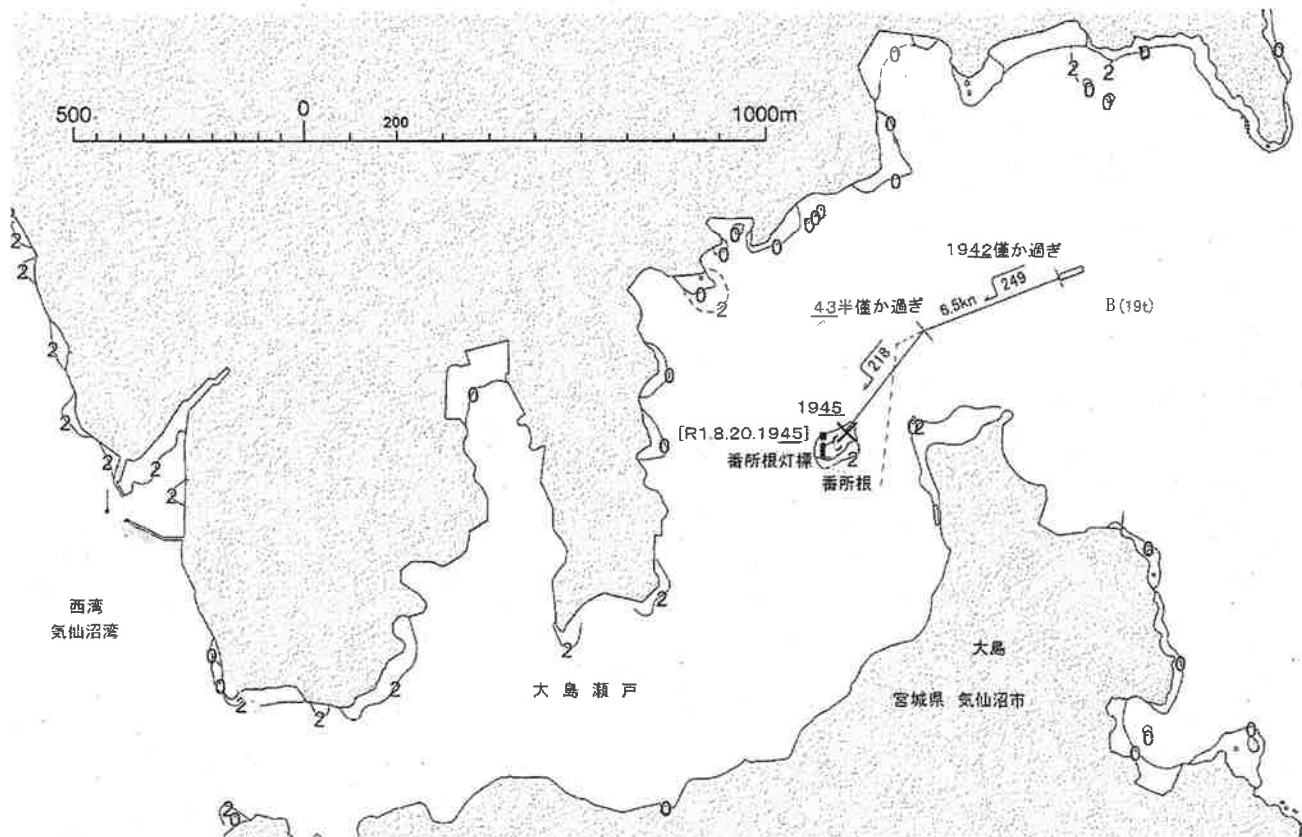 500
0
200
1000m
1942僅か過ぎ
249
6.5kn
B(19t)
43半僅か過ぎ
218
1945
[R1.8.20.1945]
番所根灯標
番所根
2
西湾
気仙沼湾
大島瀬戸
大島
宮城県 気仙沼市